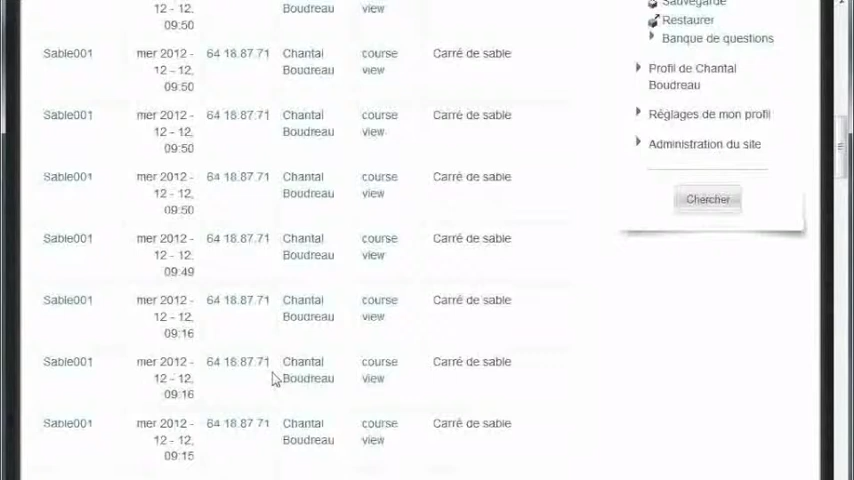 12 - 12, Boudreau view
09:50
Sable001 mer 2012 - 64 18.87.71 Chantal course Carré de sable
12 - 12, Boudreau view
09:50
Sable001 mer 2012 - 64 18.87.71 Chantal course Carré de sable
12 - 12, Boudreau view
09:50
Sable001 mer 2012 - 64 18.87.71 Chantal course Carré de sable
12 - 12, Boudreau view
09:50
Sable001 mer 2012 - 64 18.87.71 Chantal course Carré de sable
12 - 12, Boudreau view
09:49
Sable001 mer 2012 - 64 18.87.71 Chantal course Carré de sable
12 - 12, Boudreau view
09:16
Sable001 mer 2012 - 64 18.87.71 Chantal course Carré de sable
12 - 12, Boudreau view
09:16
Sable001 mer 2012 - 64 18.87.71 Chantal course Carré de sable
12 - 12, Boudreau view
09:15
Sauvegarde
Restaurer
Banque de questions
Profil de Chantal
Boudreau
Réglages de mon profil
Administration du site
Chercher